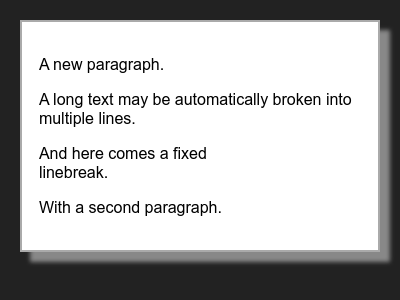 A new paragraph.
A long text may be automatically broken into
multiple lines.
And here comes a fixed
linebreak.
With a second paragraph.